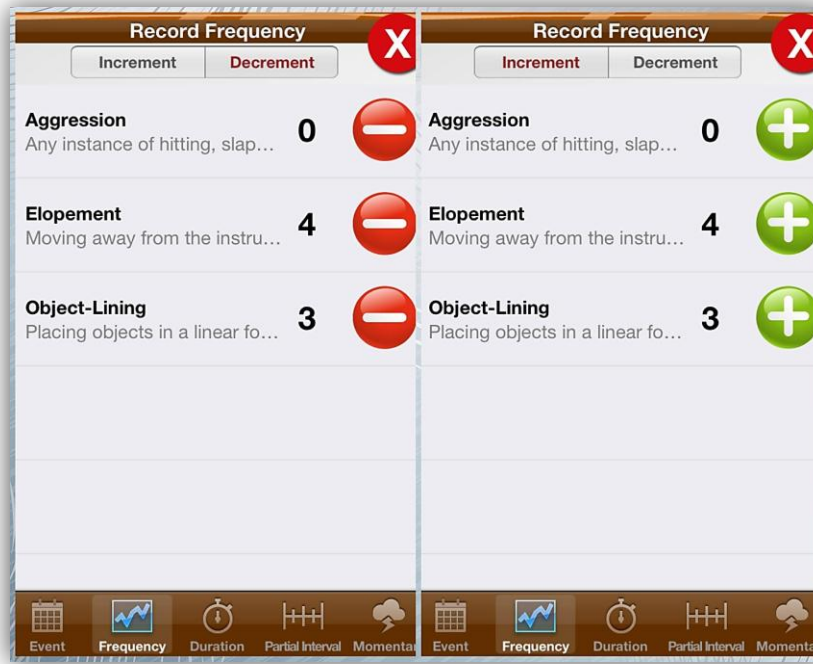 Record Frequency
X
Increment Decrement
Aggression
Any instance of hitting, slap...
0
Elopement
Moving away from the instru...
4
Object-Lining
Placing objects in a linear fo...
3
Event Frequency Duration Partial Interval Momenta
Record Frequency
X
Increment Decrement
Aggression
Any instance of hitting, slap...
0
Elopement
Moving away from the instru...
4
Object-Lining
Placing objects in a linear fo...
3
Event Frequency Duration Partial Interval Momenta